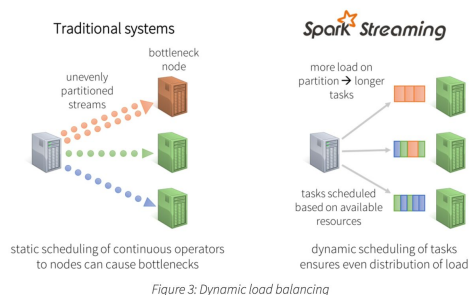 Traditional systems
bottleneck
node
unevenly
partitioned
streams
static scheduling of continuous operators
to nodes can cause bottlenecks
Spark Streaming
more load on
partition → longer
tasks
tasks scheduled
based on available
resources
dynamic scheduling of tasks
ensures even distribution of load
Figure 3: Dynamic load balancing